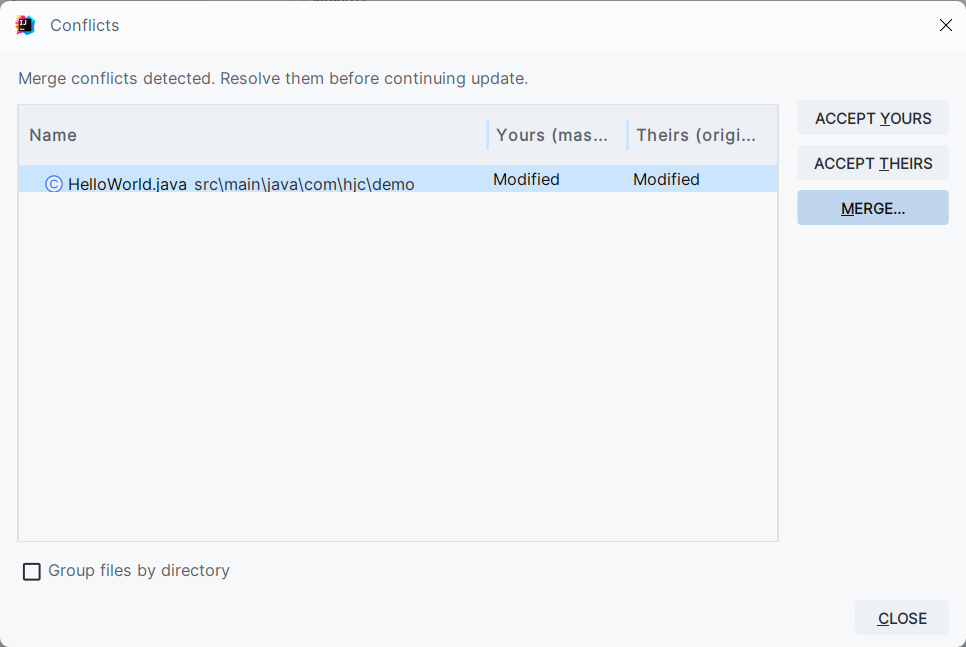 Conflicts
Merge conflicts detected. Resolve them before continuing update.
Name Yours (mas... Theirs (origi...
HelloWorld.java src\main\java\com\hjc\demo Modified Modified
ACCEPT YOURS
ACCEPT THEIRS
MERGE...
Group files by directory
CLOSE